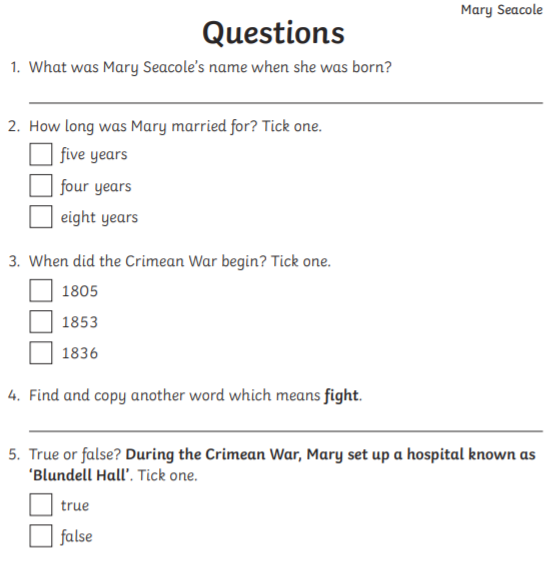 Mary Seacole
Questions
1. What was Mary Seacole's name when she was born?
2. How long was Mary married for? Tick one.
five years
four years
eight years
3. When did the Crimean War begin? Tick one.
1805
1853
1836
4. Find and copy another word which means fight.
5. True or false? During the Crimean War, Mary set up a hospital known as
'Blundell Hall'. Tick one.
true
false